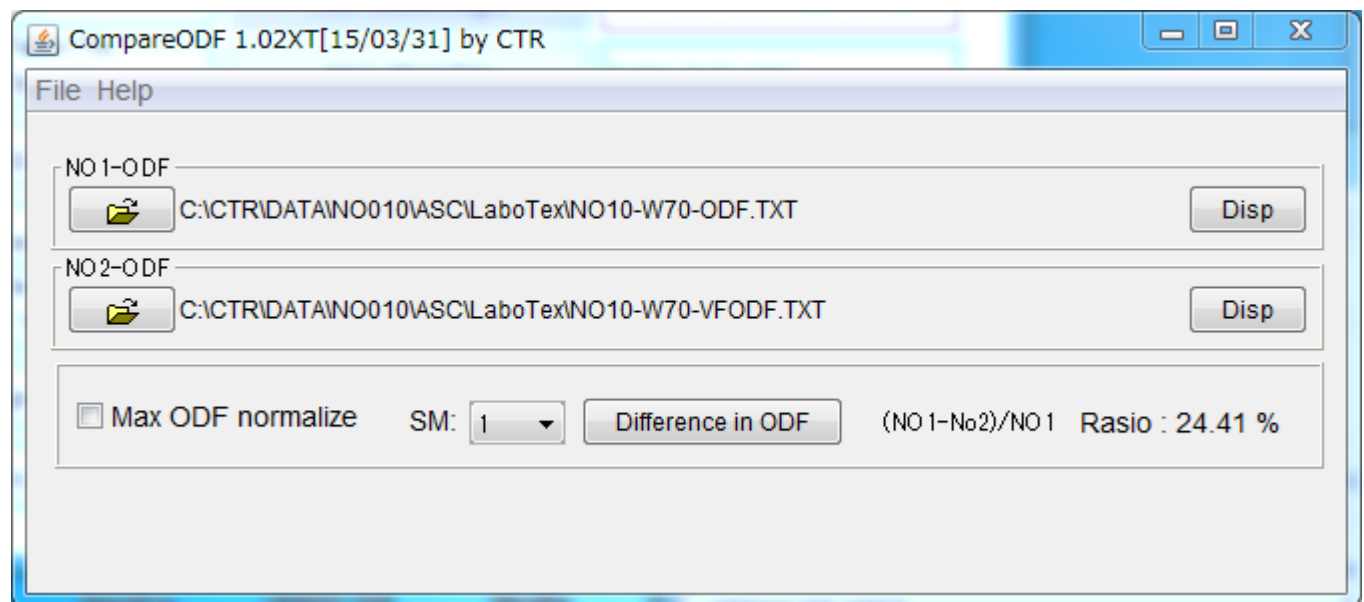 CompareODF 1.02XT[15/03/31] by CTR
File Help
NO1-ODF
C:\CTR\DATA\NO010\ASC\LaboTex\NO10-W70-ODF.TXT Disp
NO2-ODF
C:\CTR\DATA\NO010\ASC\LaboTex\NO10-W70-VFODF.TXT Disp
Max ODF normalize SM: 1 Difference in ODF (NO1-No2)/NO1 Rasio : 24.41 %